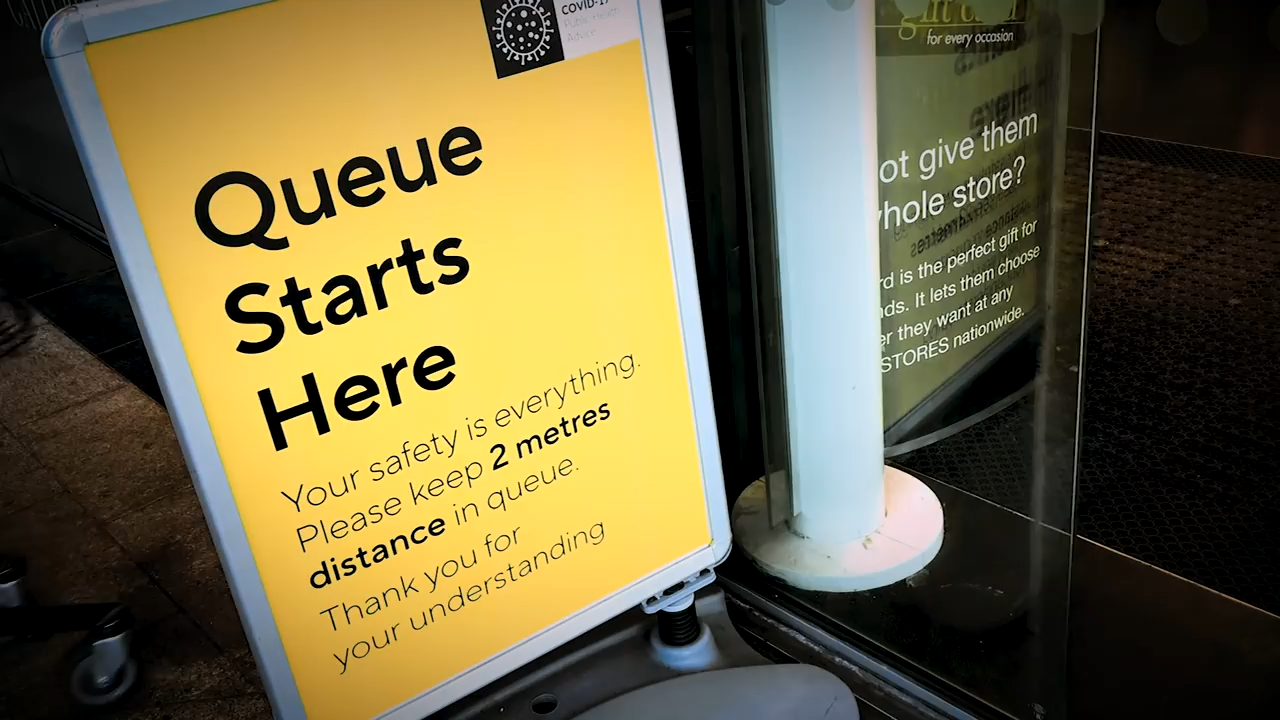 COVID-19
Public Health
Advice
Queue
Starts
Here
Your safety is everything.
Please keep 2 metres
distance in queue.
Thank you for
your understanding
for every occasion
ot give them
hole store?
rd is the perfect gift for
ds. It lets them choose
er they want at any
STORES nationwide.